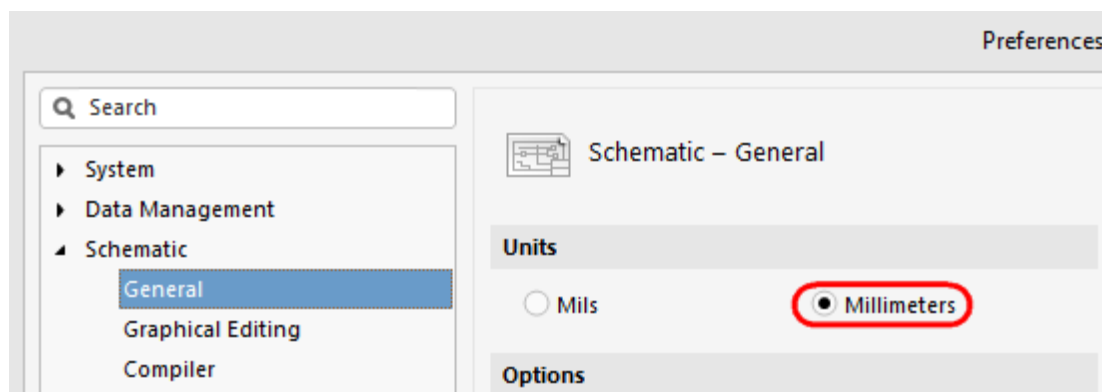 Preferences
Search
System
Data Management
Schematic
General
Graphical Editing
Compiler
Schematic – General
Units
Mils
Millimeters
Options